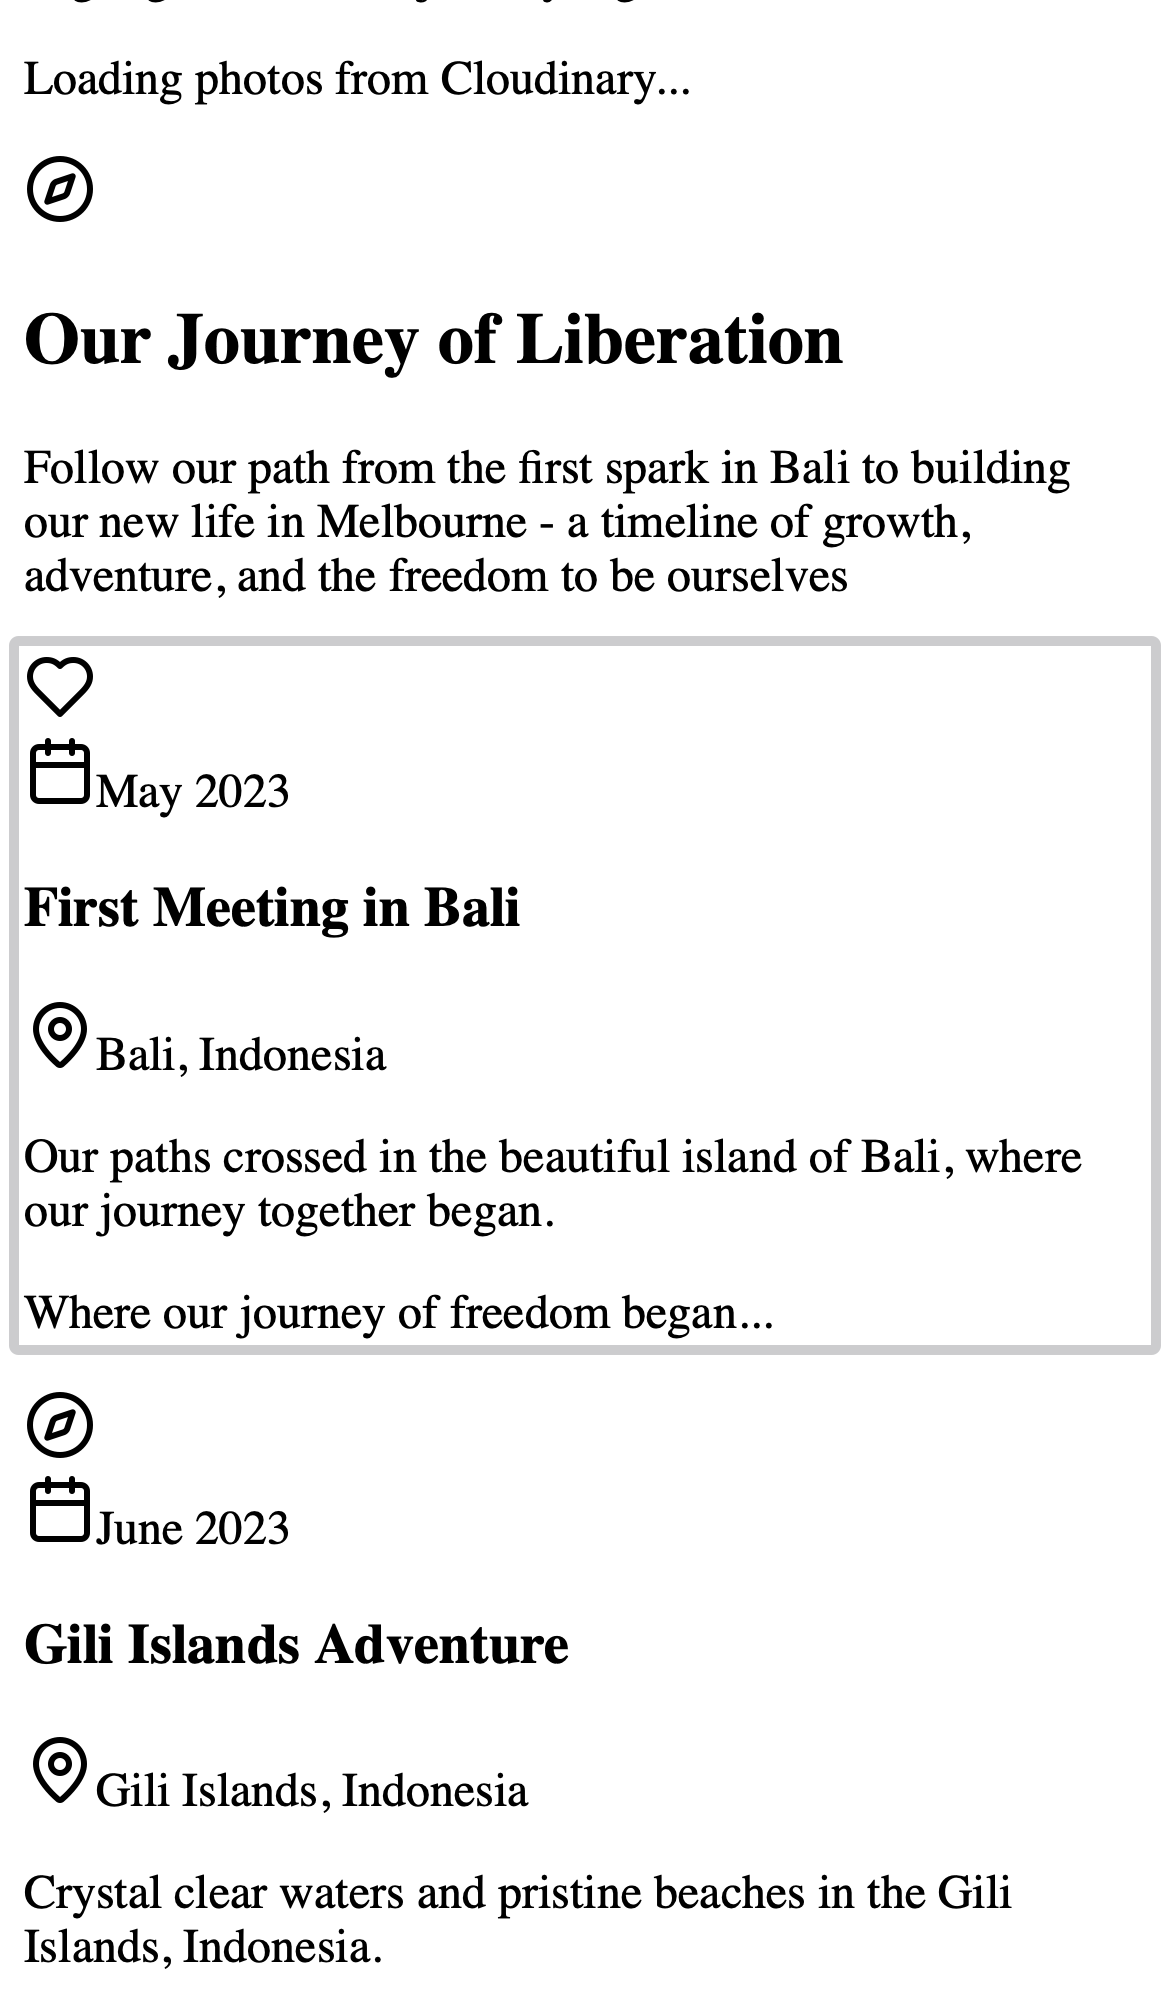 Loading photos from Cloudinary...
Our Journey of Liberation
Follow our path from the first spark in Bali to building
our new life in Melbourne - a timeline of growth,
adventure, and the freedom to be ourselves
May 2023
First Meeting in Bali
Bali, Indonesia
Our paths crossed in the beautiful island of Bali, where
our journey together began.
Where our journey of freedom began...
June 2023
Gili Islands Adventure
Gili Islands, Indonesia
Crystal clear waters and pristine beaches in the Gili
Islands, Indonesia.